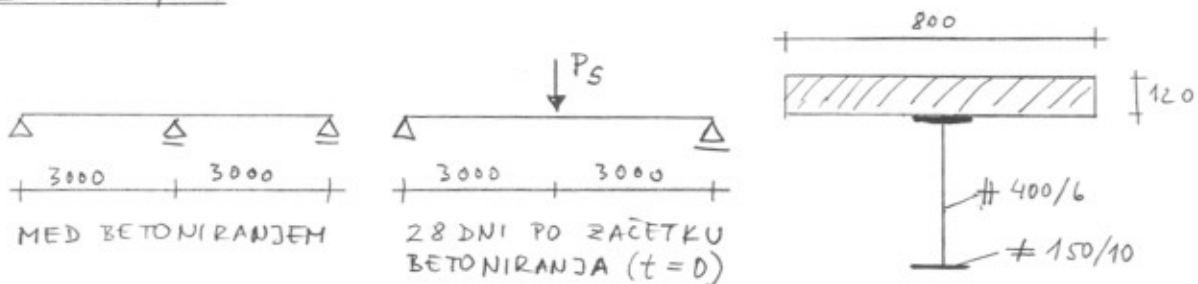 P5
800
120
3000
3000
3000
3000
# 400/6
≠ 150/10
MED BETONIRANJEM
28 DNI PO ZAČETKU
BETONIRANJA (t = 0)